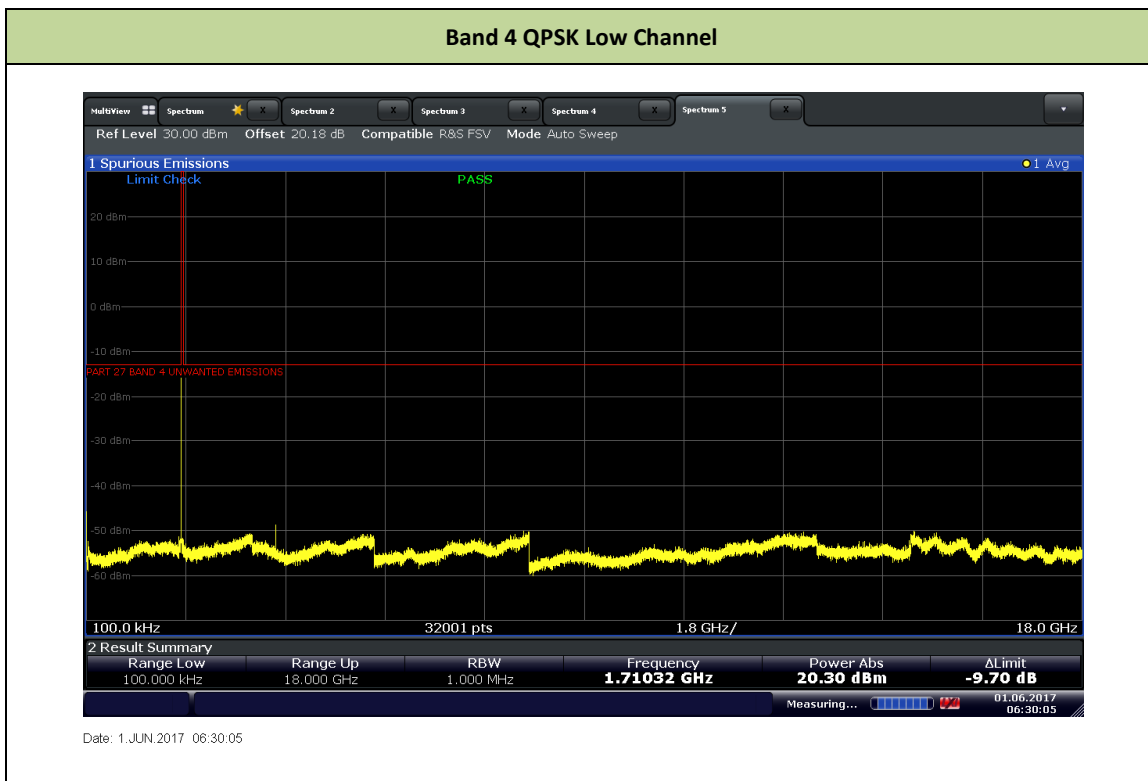 Band 4 QPSK Low Channel
MultiView Spectrum X Spectrum 2 X Spectrum 3 X Spectrum 4 X Spectrum 5 X
Ref Level 30.00 dBm Offset 20.18 dB Compatible R&S FSV Mode Auto Sweep
1 Spurious Emissions 1 Avg
Limit Check PASS
20 dBm
10 dBm
0 dBm
-10 dBm
PART 27 BAND 4 UNWANTED EMISSIONS
-20 dBm
-30 dBm
-40 dBm
-50 dBm
-60 dBm
100.0 kHz 32001 pts 1.8 GHz/ 18.0 GHz
2 Result Summary
Range Low Range Up RBW Frequency Power Abs ΔLimit
100.000 kHz 18.000 GHz 1.000 MHz 1.71032 GHz 20.30 dBm -9.70 dB
Measuring... 01.06.2017
06:30:05
Date: 1.JUN.2017 06:30:05